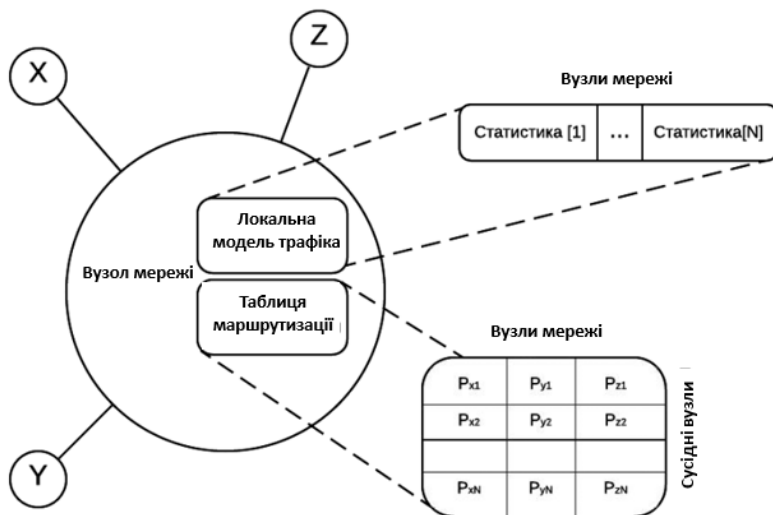 Z
X
Вузли мережі
Статистика [1] ... Статистика[N]
Локальна
модель трафіка
Вузол мережі
Таблиця
маршрутизації
Вузли мережі
Px1 Py1 Pz1
Px2 Py2 Pz2
PxN PyN PzN
Сусідні вузли
Y